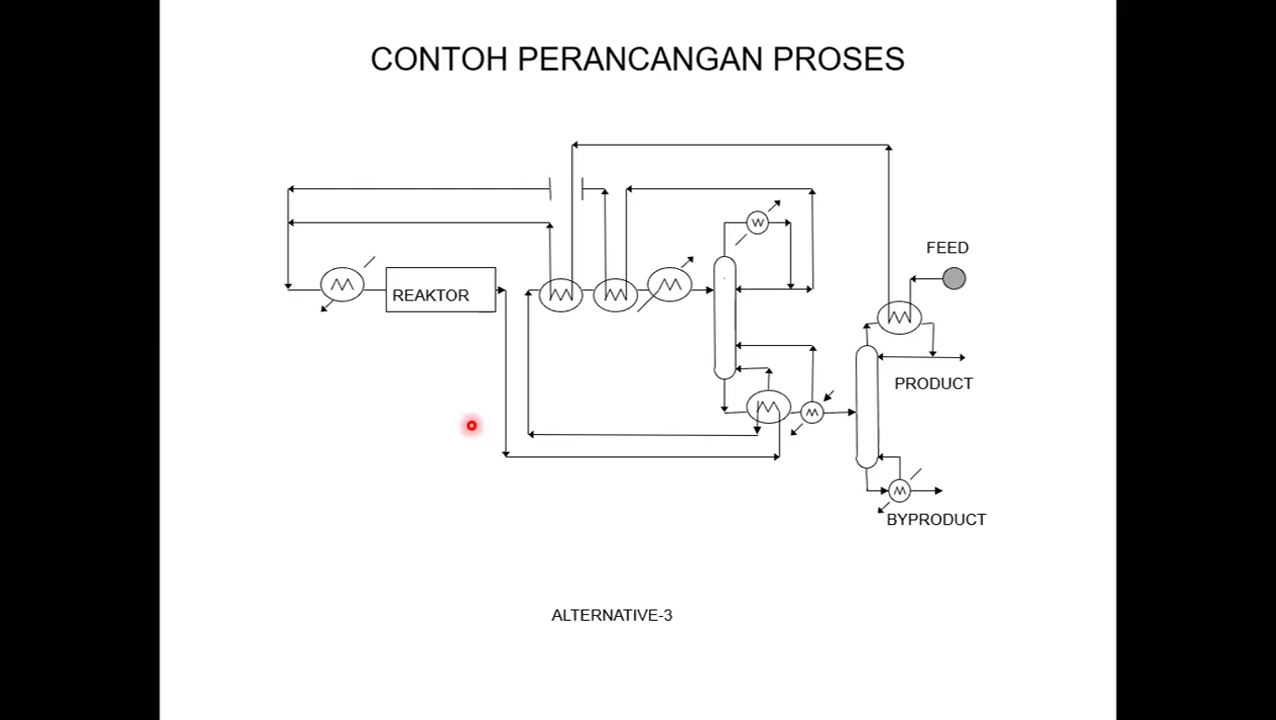 CONTOH PERANCANGAN PROSES
FEED
REAKTOR
PRODUCT
BYPRODUCT
ALTERNATIVE-3